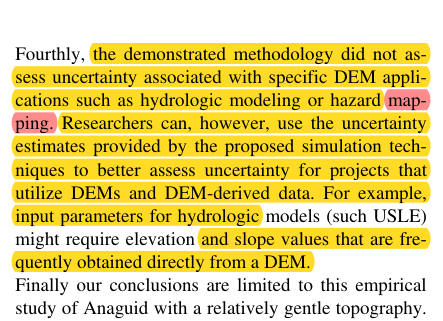 Fourthly, the demonstrated methodology did not as-
sess uncertainty associated with specific DEM appli-
cations such as hydrologic modeling or hazard map-
ping. Researchers can, however, use the uncertainty
estimates provided by the proposed simulation tech-
niques to better assess uncertainty for projects that
utilize DEMs and DEM-derived data. For example,
input parameters for hydrologic models (such USLE)
might require elevation and slope values that are fre-
quently obtained directly from a DEM.
Finally our conclusions are limited to this empirical
study of Anaguid with a relatively gentle topography.